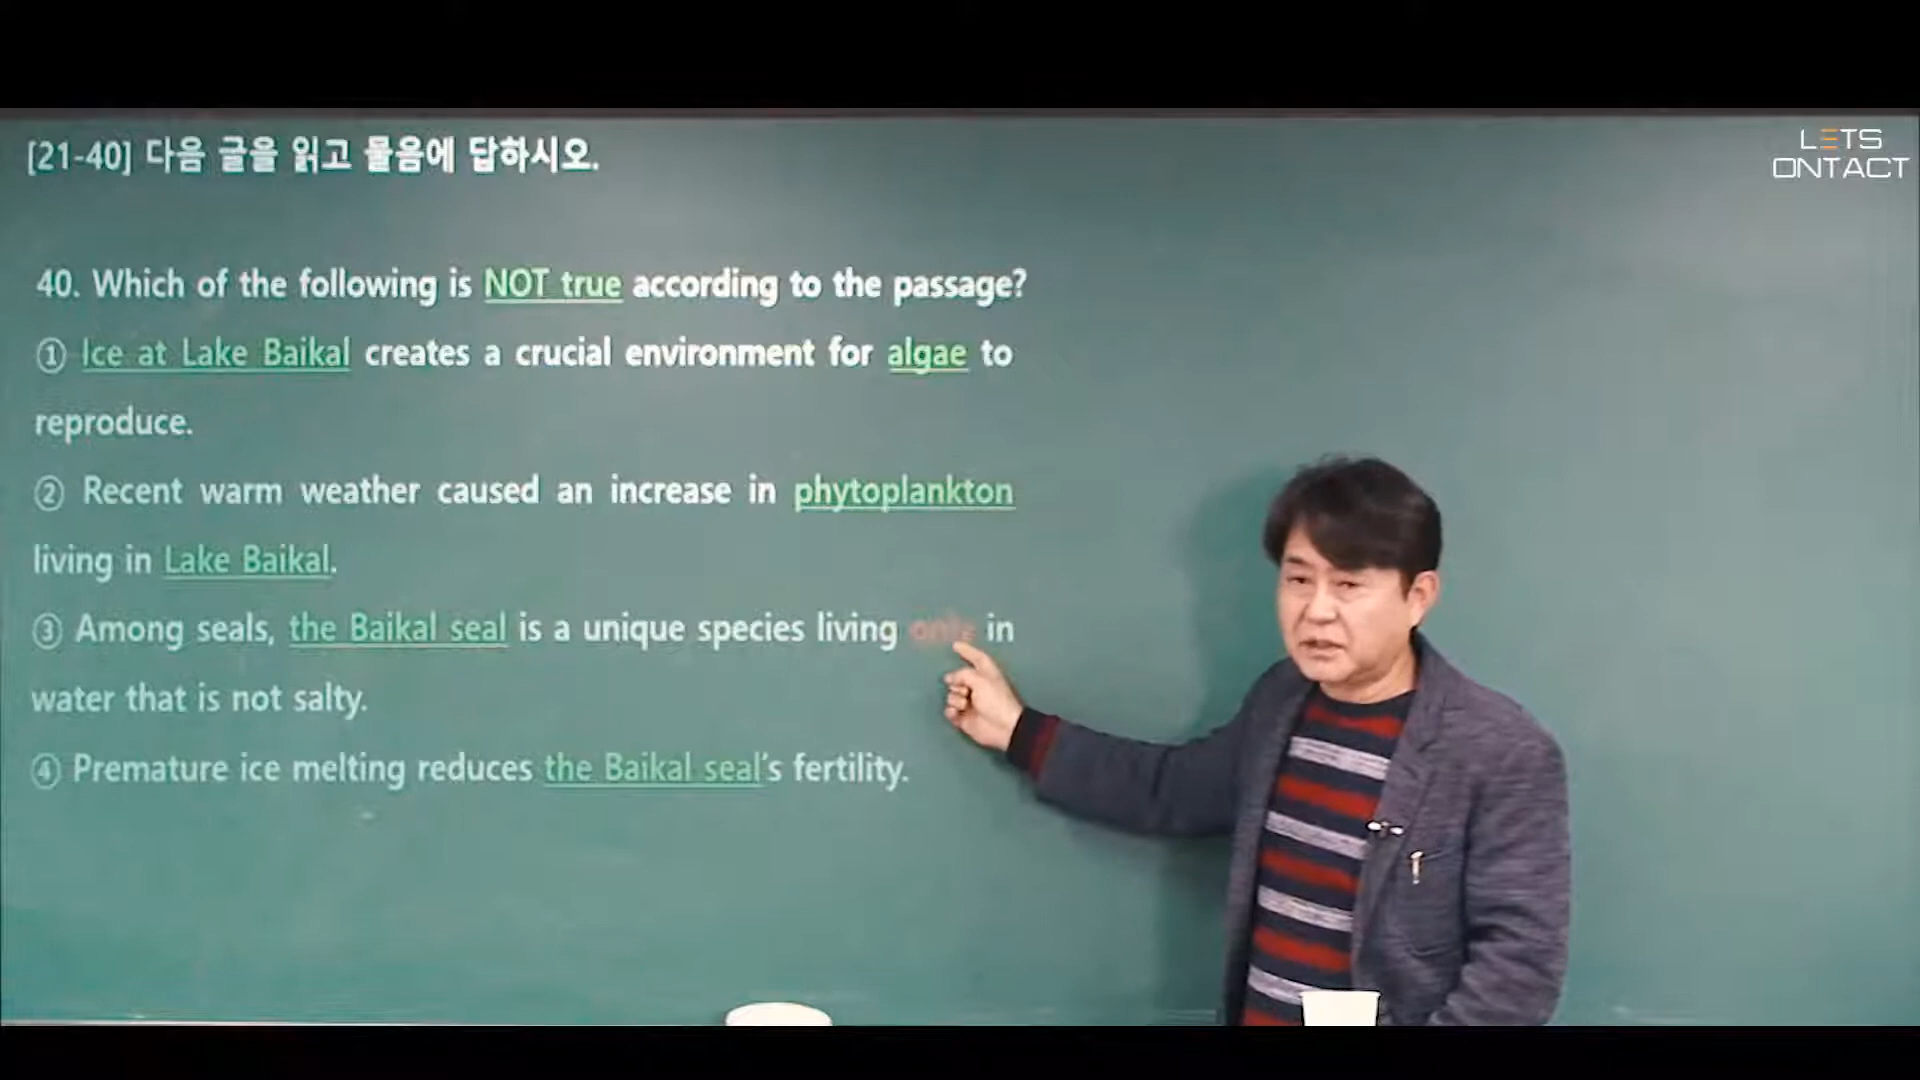 LETS
ONTACT
[21-40] 다음 글을 읽고 물음에 답하시오.
40. Which of the following is NOT true according to the passage?
① Ice at Lake Baikal creates a crucial environment for algae to
reproduce.
② Recent warm weather caused an increase in phytoplankton
living in Lake Baikal.
③ Among seals, the Baikal seal is a unique species living only in
water that is not salty.
④ Premature ice melting reduces the Baikal seal's fertility.